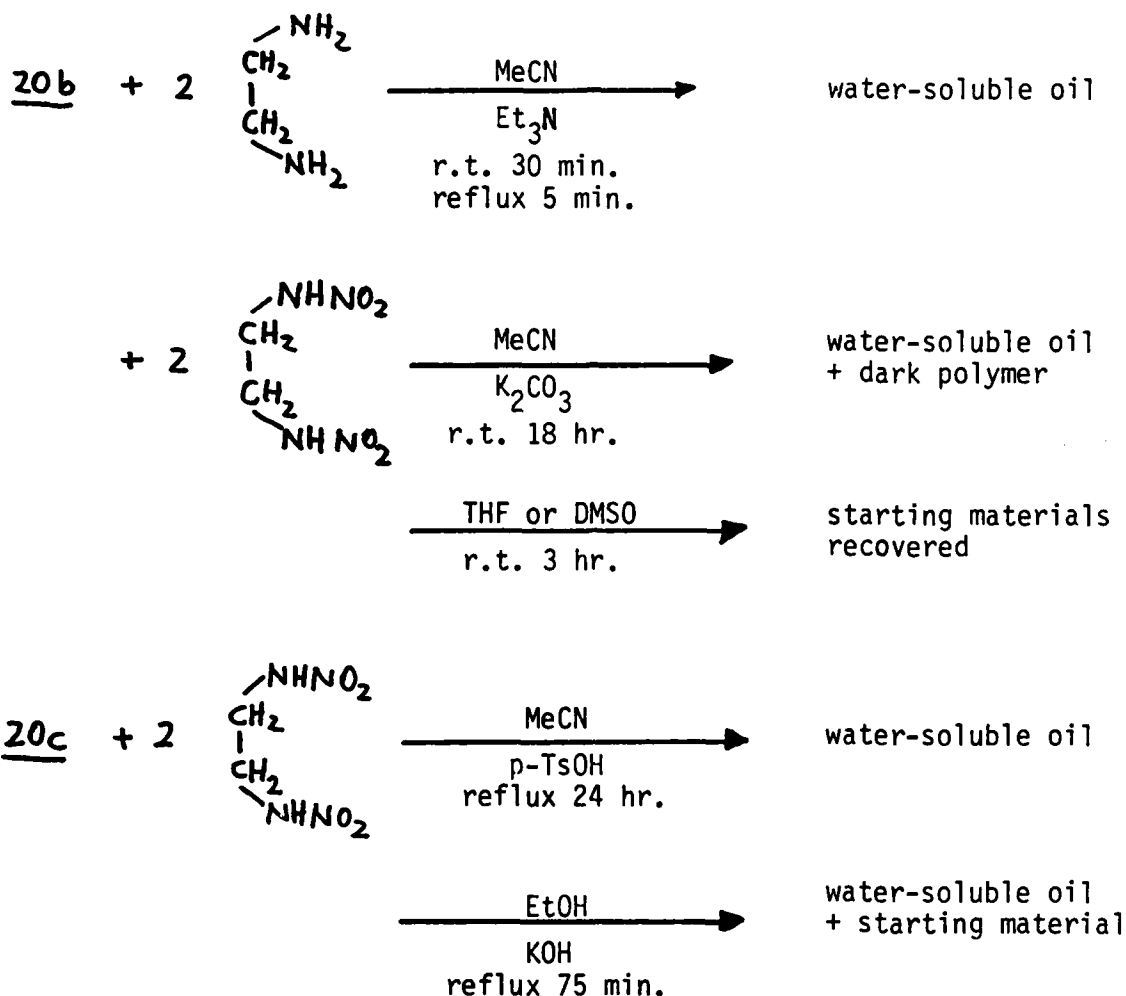 20b + 2
NH2
CH2
CH2
NH2
MeCN
Et3N
r.t. 30 min.
reflux 5 min.
water-soluble oil
+ 2
NHNO2
CH2
CH2
NHNO2
MeCN
K2CO3
r.t. 18 hr.
water-soluble oil
+ dark polymer
THF or DMSO
r.t. 3 hr.
starting materials
recovered
20c + 2
NHNO2
CH2
CH2
NHNO2
MeCN
p-TsOH
reflux 24 hr.
water-soluble oil
EtOH
KOH
reflux 75 min.
water-soluble oil
+ starting material